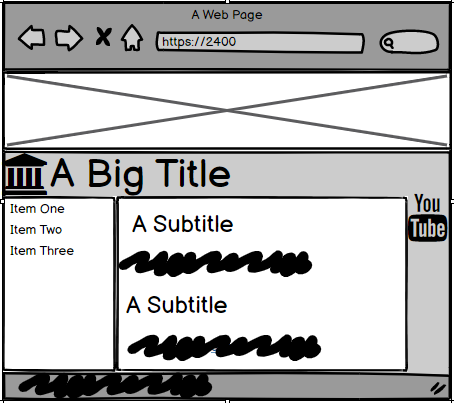 A Web Page
https://2400
A Big Title
Item One
Item Two
Item Three
A Subtitle
A Subtitle
You
Tube